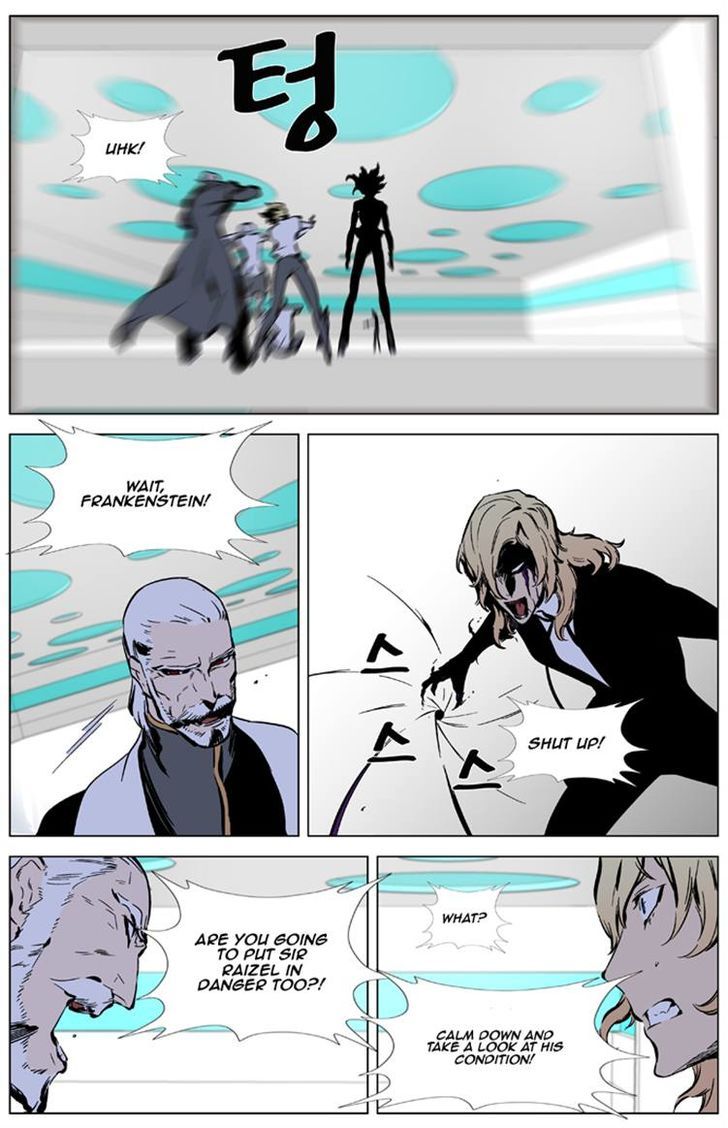 텅
UHK!
WAIT,
FRANKENSTEIN!
스
스
스
SHUT UP!
ARE YOU GOING
TO PUT SIR
RAIZEL IN
DANGER TOO?!
WHAT?
CALM DOWN AND
TAKE A LOOK AT HIS
CONDITION!